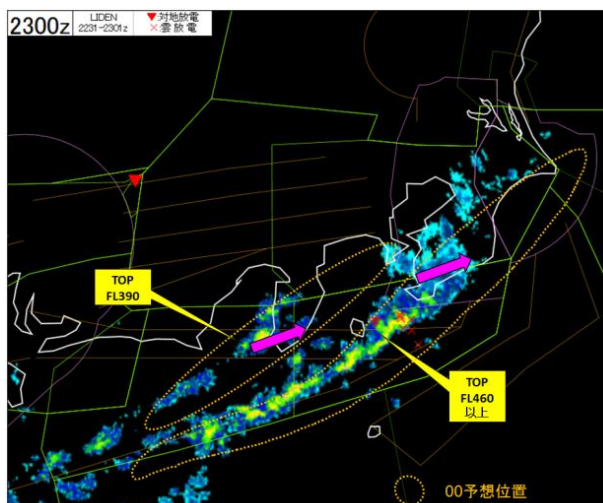 2300z
LIDEN
2231-2301z
▼:対地放電
×:雲放電
TOP
FL390
TOP
FL460
以上
00予想位置